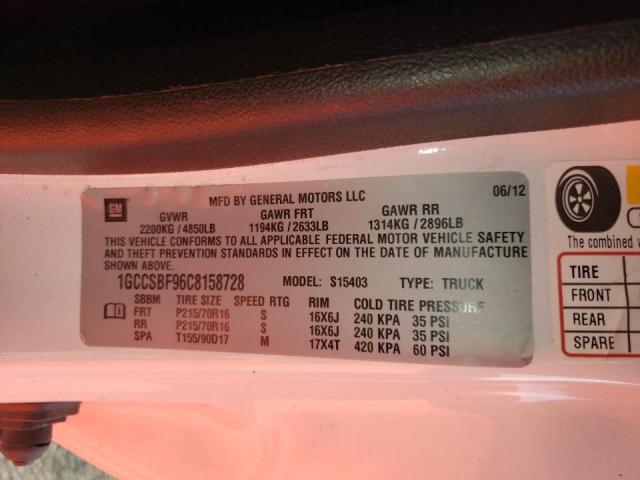 GM
MFD BY GENERAL MOTORS LLC 06/12
GVWR GAWR FRT GAWR RR
2200KG / 4850LB 1194KG / 2633LB 1314KG / 2896LB
THIS VEHICLE CONFORMS TO ALL APPLICABLE FEDERAL MOTOR VEHICLE SAFETY
AND THEFT PREVENTION STANDARDS IN EFFECT ON THE DATE OF MANUFACTURE
SHOWN ABOVE.
1GCCSBF96C8158728 MODEL: S15403 TYPE: TRUCK
SBBM TIRE SIZE SPEED RTG RIM COLD TIRE PRESSURE
FRT P215/70R16 S 16X6J 240 KPA 35 PSI
RR P215/70R16 S 16X6J 240 KPA 35 PSI
SPA T155/90D17 M 17X4T 420 KPA 60 PSI
The combined
TIRE
FRONT
REAR
SPARE